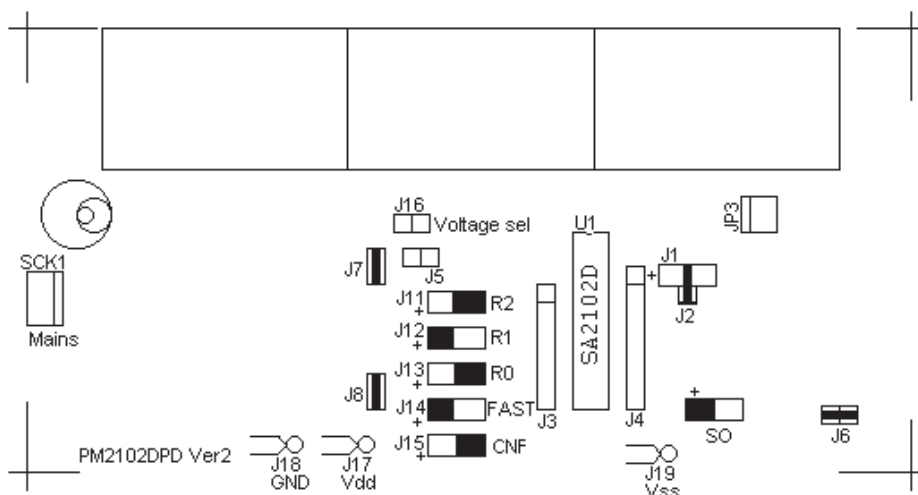 J16
Voltage sel
U1
JP3
SCK1
J7
J5
+
J1
J11
+
R2
SA2102D
J2
Mains
J12
+
R1
J13
+
R0
J8
J14
+
FAST
J3
J4
+
SO
J6
J15
+
CNF
PM2102DPD Ver2
J18
GND
J17
Vdd
J19
Vss